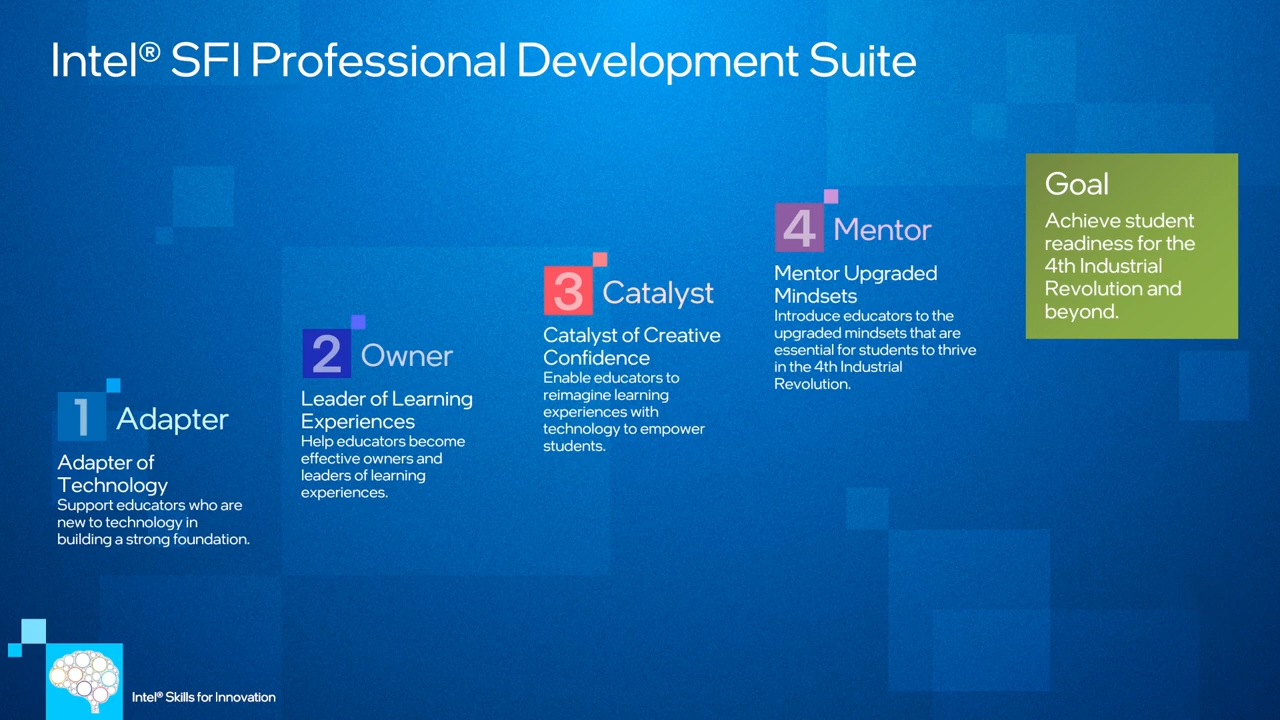 Intel® SFI Professional Development Suite
1 Adapter
Adapter of
Technology
Support educators who are
new to technology in
building a strong foundation.
2 Owner
Leader of Learning
Experiences
Help educators become
effective owners and
leaders of learning
experiences.
3 Catalyst
Catalyst of Creative
Confidence
Enable educators to
reimagine learning
experiences with
technology to empower
students.
4 Mentor
Mentor Upgraded
Mindsets
Introduce educators to the
upgraded mindsets that are
essential for students to thrive
in the 4th Industrial
Revolution.
Goal
Achieve student
readiness for the
4th Industrial
Revolution and
beyond.
Intel® Skills for Innovation